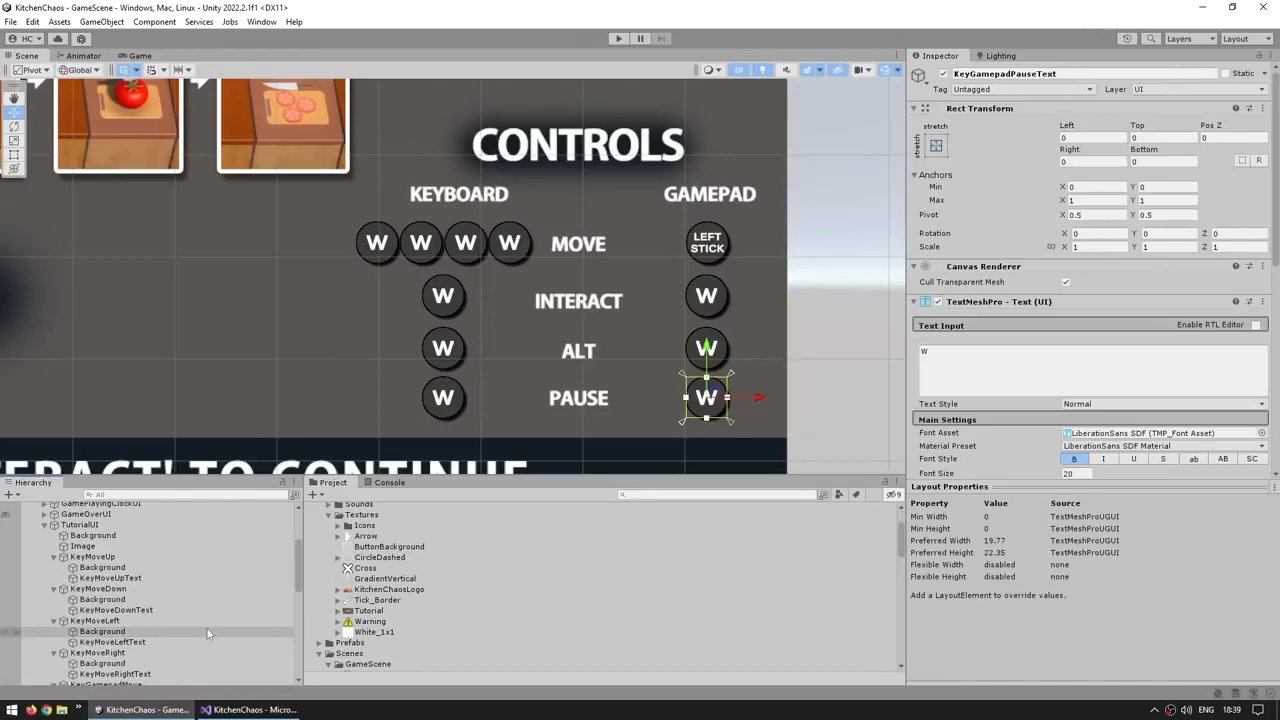 KitchenChaos - GameScene - Windows, Mac, Linux - Unity 2022.2.1f1 <DX11>
File Edit Assets GameObject Component Services Jobs Window Help
HC
Layers Layout
Scene Animator Game
Pivot Global 2D
CONTROLS
KEYBOARD GAMEPAD
W W W W MOVE LEFT STICK
W INTERACT W
W ALT W
W PAUSE W
ERACT! TO CONTINUE
Inspector Lighting
KeyGamepadPauseText Static
Tag Untagged Layer UI
Rect Transform
stretch Left Top Pos Z
stretch 0 0 0
Right Bottom
0 0 R
Anchors
Min X 0 Y 0
Max X 1 Y 1
Pivot X 0.5 Y 0.5
Rotation X 0 Y 0 Z 0
Scale X 1 Y 1 Z 1
Canvas Renderer
Cull Transparent Mesh
TextMeshPro - Text (UI)
Text Input Enable RTL Editor
W
Text Style Normal
Main Settings
Font Asset LiberationSans SDF (TMP_Font Asset)
Material Preset LiberationSans SDF Material
Font Style B I U S ab AB SC
Font Size 20
Layout Properties
Property Value Source
Min Width 0 TextMeshProUGUI
Min Height 0 TextMeshProUGUI
Preferred Width 19.77 TextMeshProUGUI
Preferred Height 22.35 TextMeshProUGUI
Flexible Width disabled none
Flexible Height disabled none
Add a LayoutElement to override values.
Hierarchy
All
GamePlayingClockUI
GameOverUI
TutorialUI
Background
Image
KeyMoveUp
Background
KeyMoveUpText
KeyMoveDown
Background
KeyMoveDownText
KeyMoveLeft
Background
KeyMoveLeftText
KeyMoveRight
Background
KeyMoveRightText
KeyGamepadMove
Project Console
9
Sounds
Textures
Icons
Arrow
ButtonBackground
CircleDashed
Cross
GradientVertical
KitchenChaosLogo
Tick_Border
Tutorial
Warning
White_1x1
Prefabs
Scenes
GameScene
KitchenChaos - Game... KitchenChaos - Micro... ENG 18:39